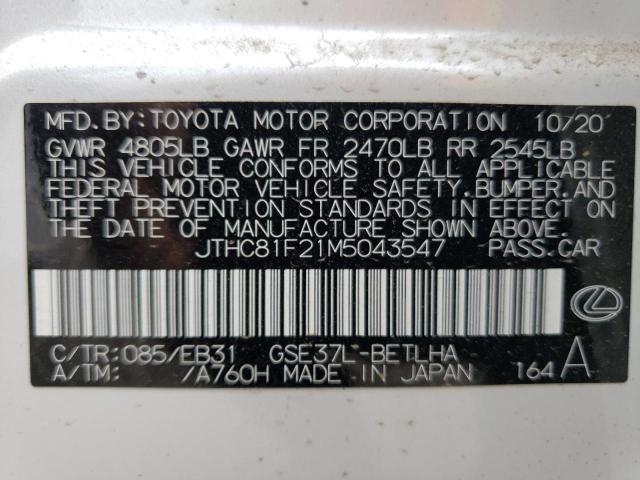 MFD. BY: TOYOTA MOTOR CORPORATION 10/20
GVWR 4805LB GAWR FR 2470LB RR 2545LB
THIS VEHICLE CONFORMS TO ALL APPLICABLE
FEDERAL MOTOR VEHICLE SAFETY, BUMPER, AND
THEFT PREVENTION STANDARDS IN EFFECT ON
THE DATE OF MANUFACTURE SHOWN ABOVE.
JTHC81F21M5043547 PASS. CAR
C/TR: 085/EB31 GSE37L-BETLHA
A/TM: /A760H MADE IN JAPAN 164 A